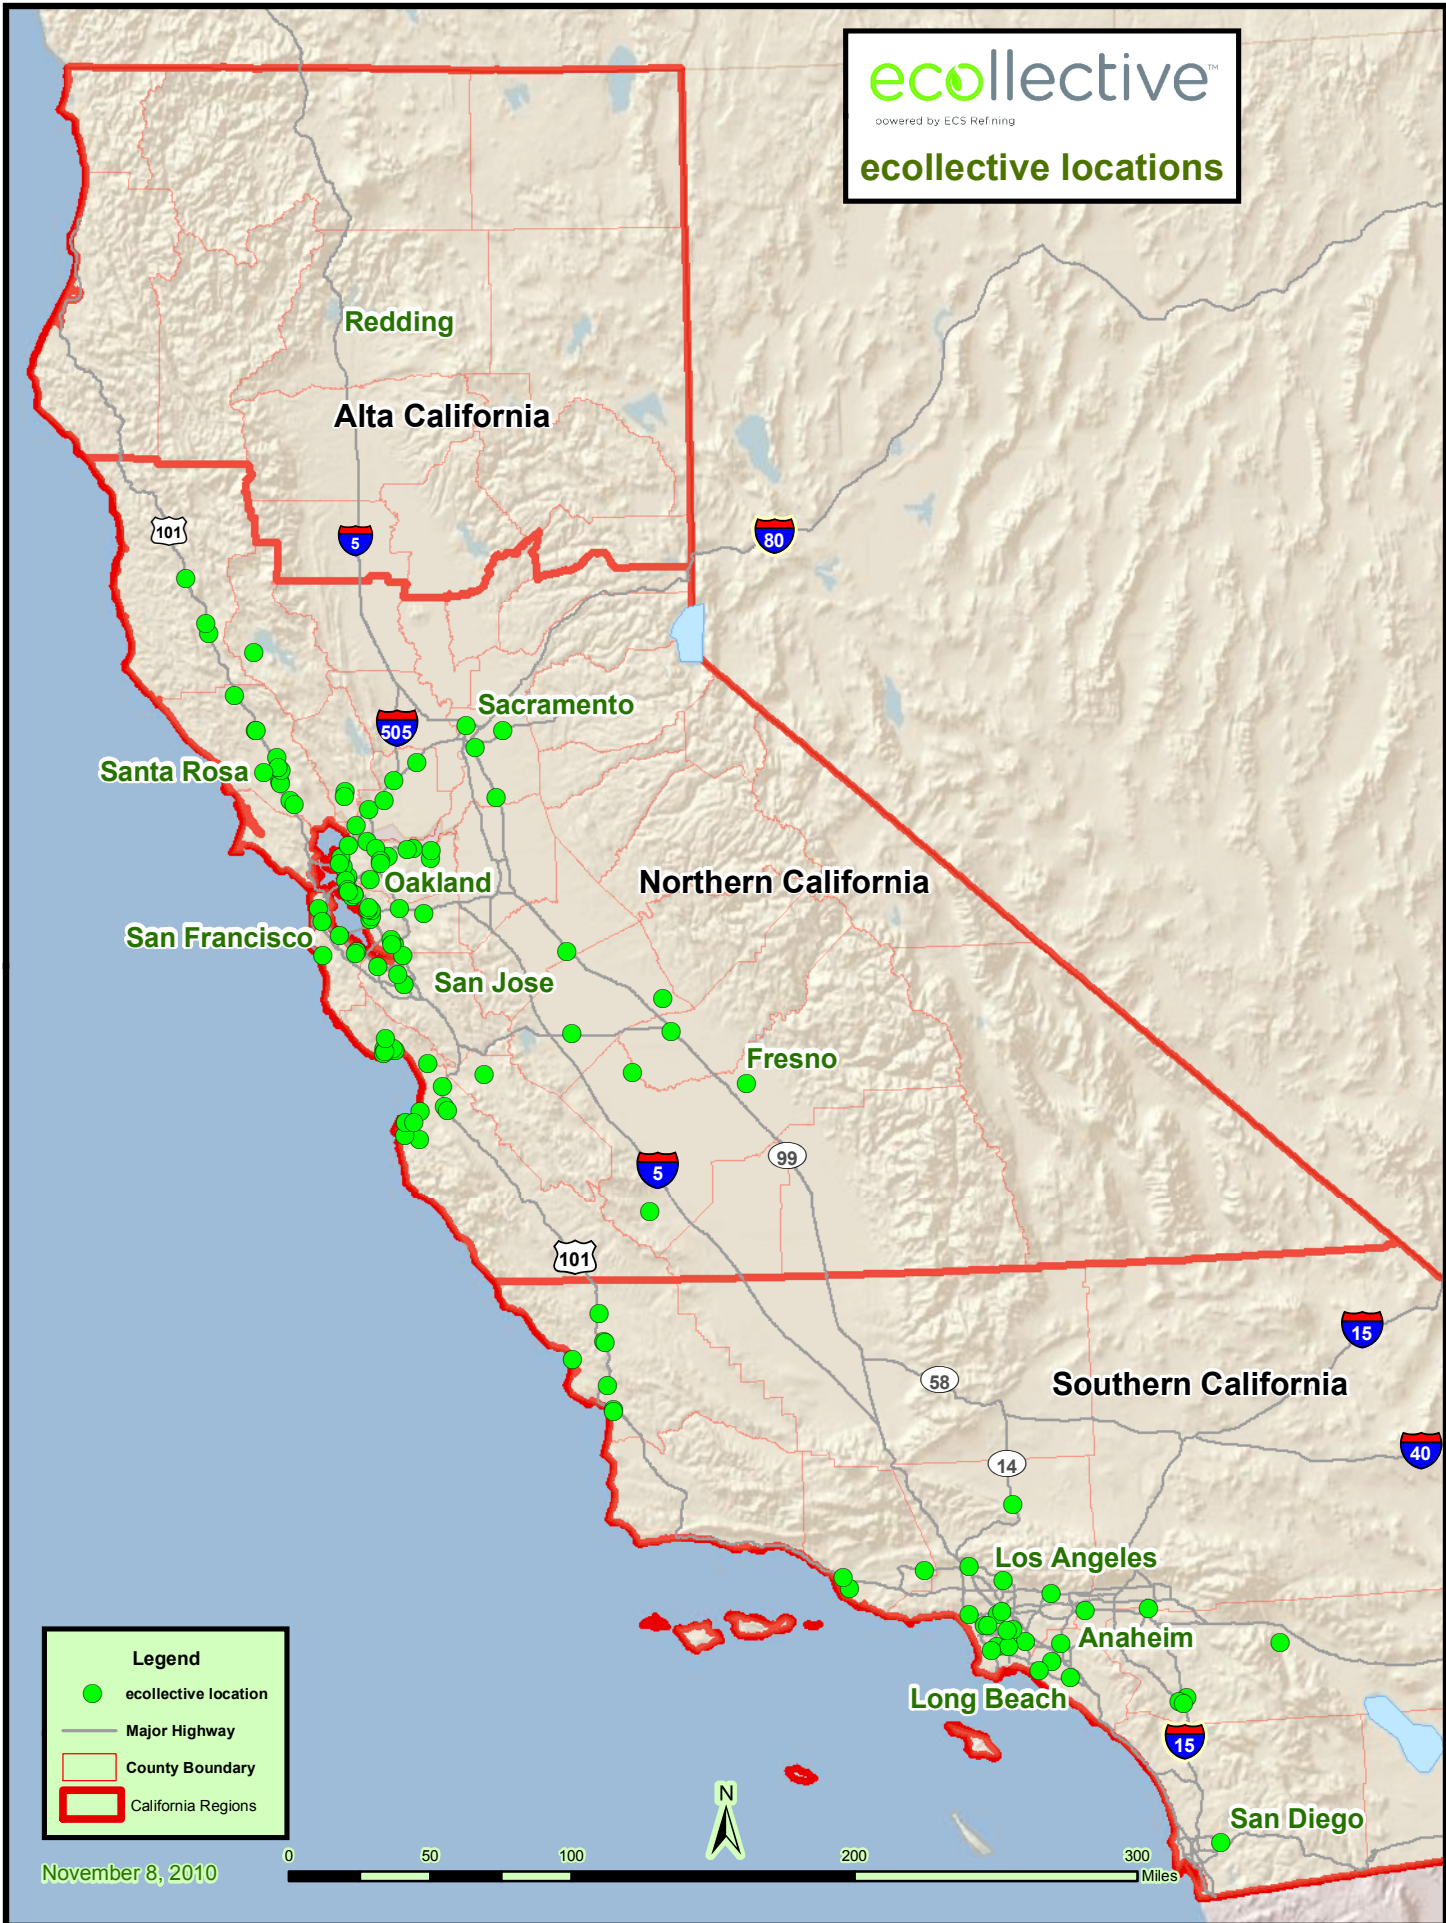 ecollective™
powered by ECS Refining
ecollective locations
Redding
Alta California
101
5
80
Sacramento
505
Santa Rosa
Oakland
Northern California
San Francisco
San Jose
Fresno
99
5
101
15
58
Southern California
40
14
Los Angeles
Anaheim
Long Beach
15
San Diego
Legend
ecollective location
Major Highway
County Boundary
California Regions
November 8, 2010
N
0 50 100 200 300
Miles